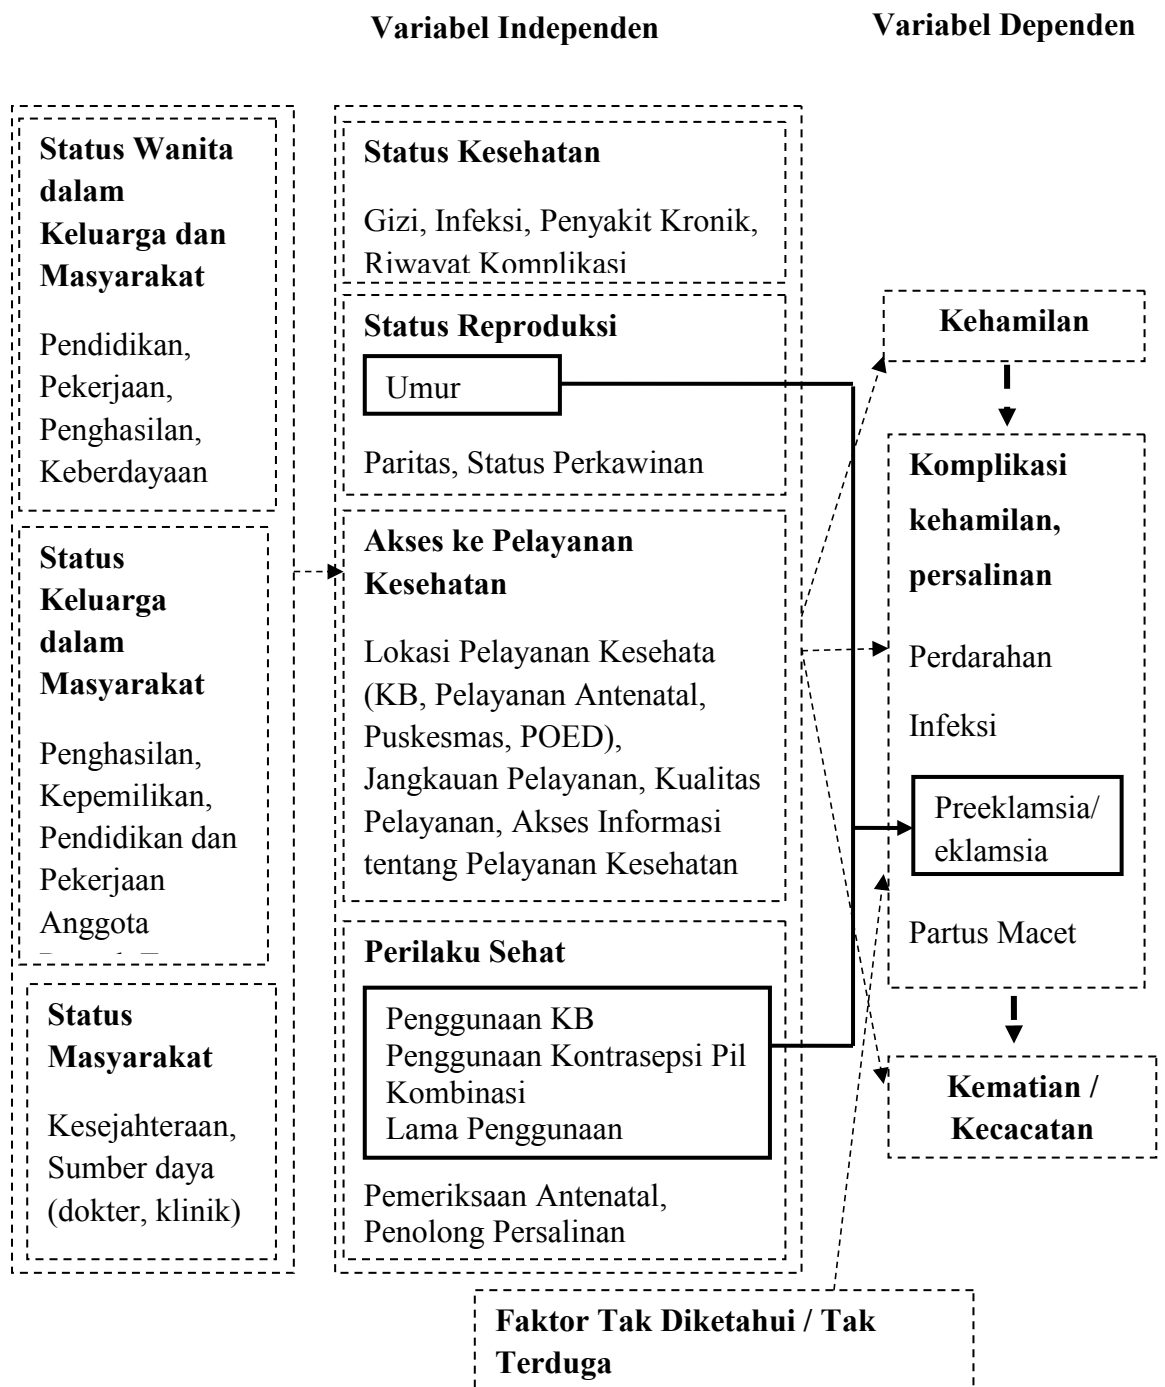 Variabel Independen
Variabel Dependen
Status Wanita
dalam
Keluarga dan
Masyarakat
Pendidikan,
Pekerjaan,
Penghasilan,
Keberdayaan
Status
Keluarga
dalam
Masyarakat
Penghasilan,
Kepemilikan,
Pendidikan dan
Pekerjaan
Anggota
Status
Masyarakat
Kesejahteraan,
Sumber daya
(dokter, klinik)
Status Kesehatan
Gizi, Infeksi, Penyakit Kronik,
Riwayat Komplikasi
Status Reproduksi
Umur
Paritas, Status Perkawinan
Akses ke Pelayanan
Kesehatan
Lokasi Pelayanan Kesehata
(KB, Pelayanan Antenatal,
Puskesmas, POED),
Jangkauan Pelayanan, Kualitas
Pelayanan, Akses Informasi
tentang Pelayanan Kesehatan
Perilaku Sehat
Penggunaan KB
Penggunaan Kontrasepsi Pil
Kombinasi
Lama Penggunaan
Pemeriksaan Antenatal,
Penolong Persalinan
Kehamilan
Komplikasi
kehamilan,
persalinan
Perdarahan
Infeksi
Preeklamsia/
eklamsia
Partus Macet
Kematian /
Kecacatan
Faktor Tak Diketahui / Tak
Terduga